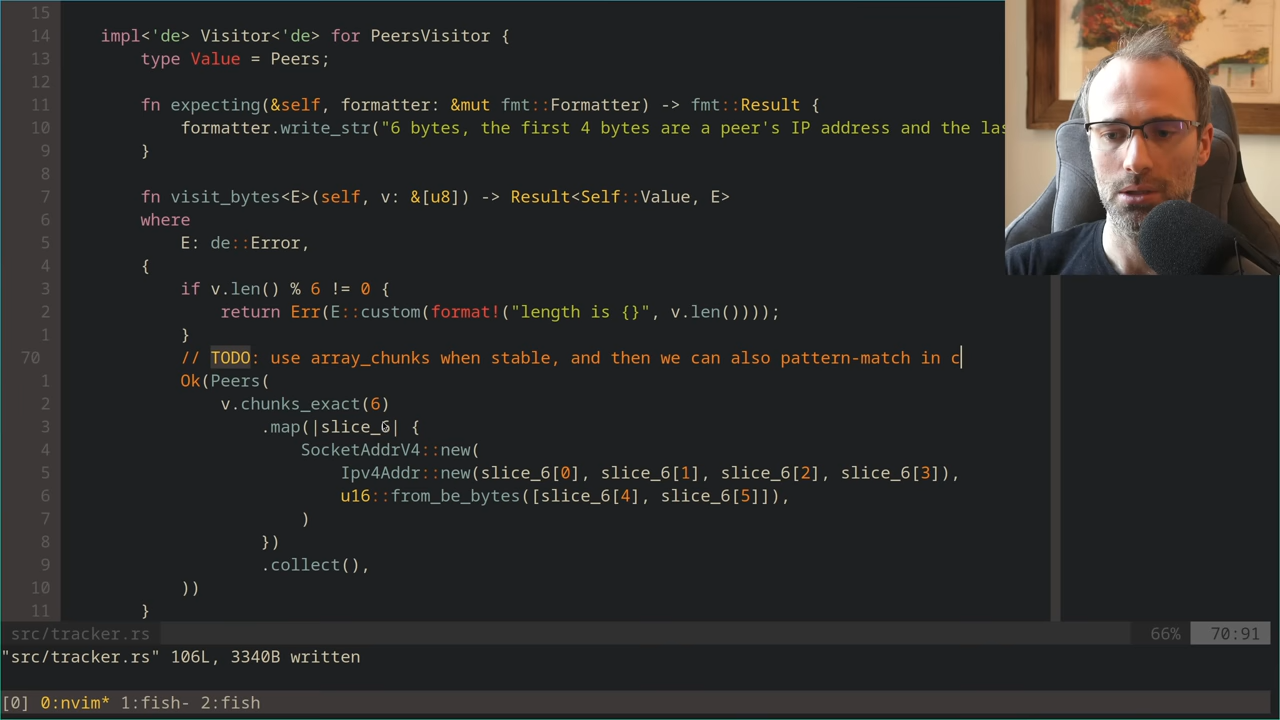 15
14 impl<'de> Visitor<'de> for PeersVisitor {
13 type Value = Peers;
12
11 fn expecting(&self, formatter: &mut fmt::Formatter) -> fmt::Result {
10 formatter.write_str("6 bytes, the first 4 bytes are a peer's IP address and the las
9 }
8
7 fn visit_bytes<E>(self, v: &[u8]) -> Result<Self::Value, E>
6 where
5 E: de::Error,
4 {
3 if v.len() % 6 != 0 {
2 return Err(E::custom(format!("length is {}", v.len())));
1 }
70 // TODO: use array_chunks when stable, and then we can also pattern-match in c
1 Ok(Peers(
2 v.chunks_exact(6)
3 .map(|slice_6| {
4 SocketAddrV4::new(
5 Ipv4Addr::new(slice_6[0], slice_6[1], slice_6[2], slice_6[3]),
6 u16::from_be_bytes([slice_6[4], slice_6[5]]),
7 )
8 })
9 .collect(),
10 ))
11 }
src/tracker.rs 66% 70:91
"src/tracker.rs" 106L, 3340B written
[0] 0:nvim* 1:fish- 2:fish